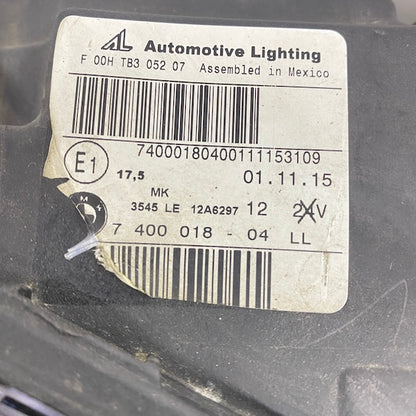 AL Automotive Lighting
F 00H TB3 052 07 Assembled in Mexico
74000180400111153109
E1 17,5 01.11.15
MK
3545 LE 12A6297 12 24V
7 400 018 - 04 LL